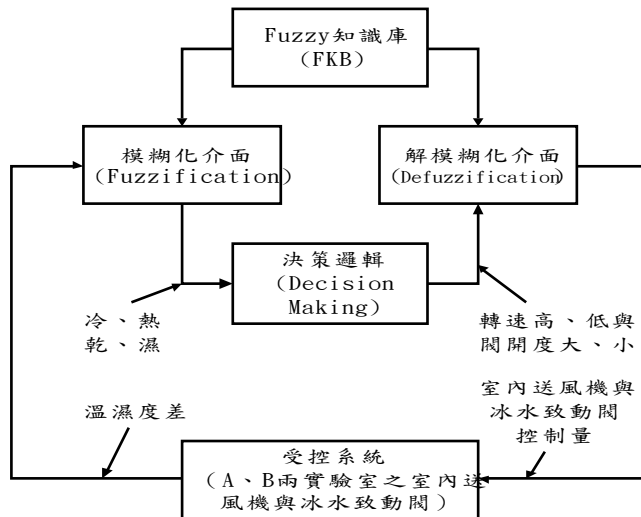 Fuzzy知識庫
(FKB)
模糊化介面
(Fuzzification)
解模糊化介面
(Defuzzification)
決策邏輯
(Decision
Making)
冷、熱
乾、濕
轉速高、低與
閥開度大、小
溫濕度差
室內送風機與
冰水致動閥
控制量
受控系統
(A、B兩實驗室之室內送
風機與冰水致動閥)